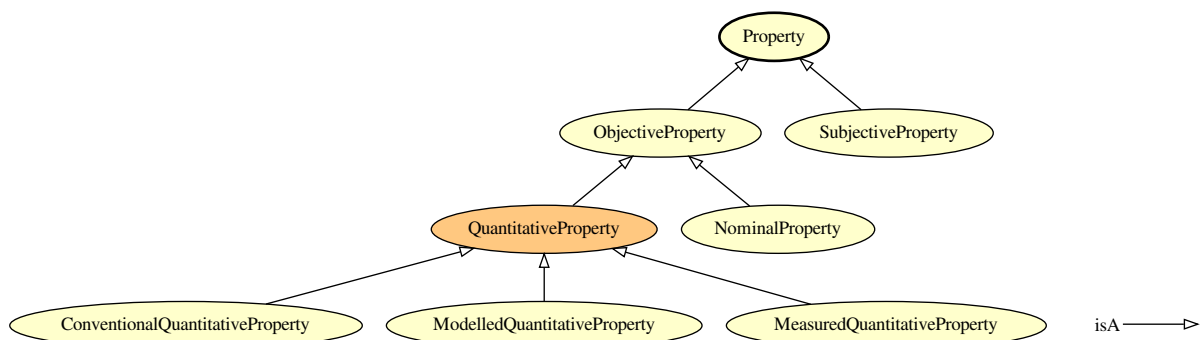 Property
ObjectiveProperty
SubjectiveProperty
QuantitativeProperty
NominalProperty
ConventionalQuantitativeProperty
ModelledQuantitativeProperty
MeasuredQuantitativeProperty
isA